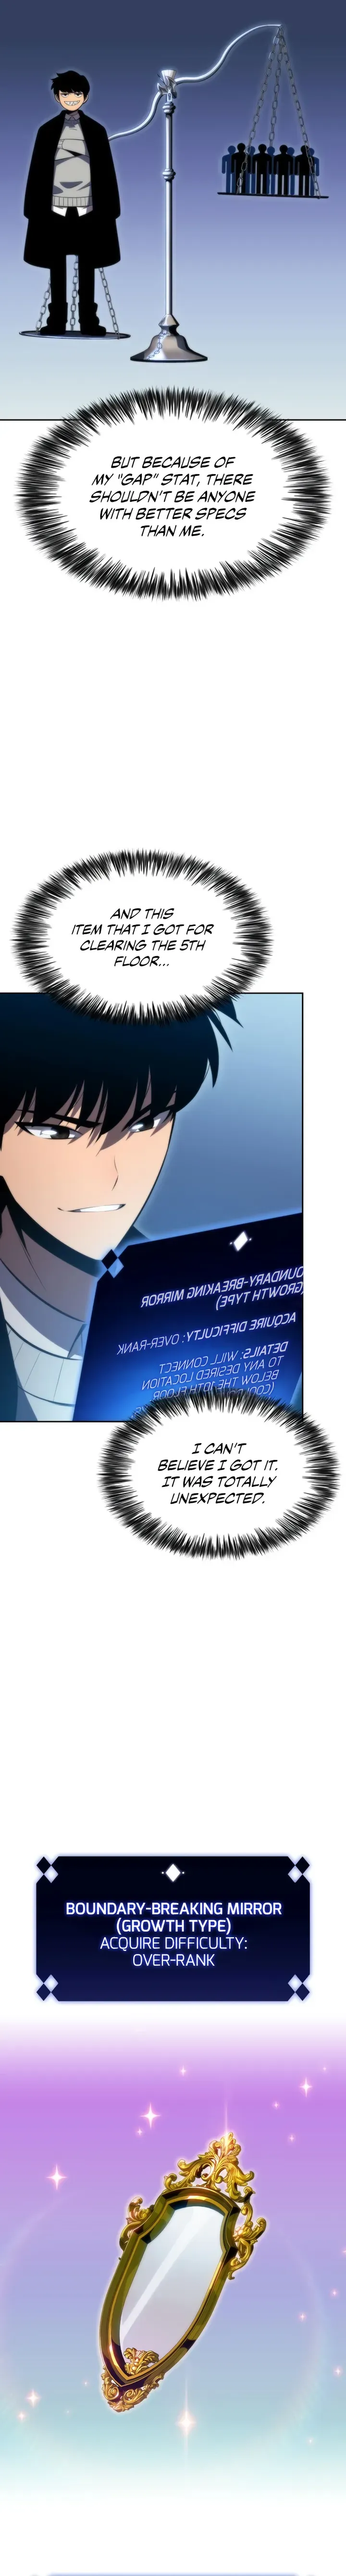 BUT BECAUSE OF
MY "GAP" STAT, THERE
SHOULDN'T BE ANYONE
WITH BETTER SPECS
THAN ME.
AND THIS
ITEM THAT I GOT FOR
CLEARING THE 5TH
FLOOR...
OUNDARY-BREAKING MIRROR
(GROWTH TYPE)
ACQUIRE DIFFICULTY: OVER-RANK
DETAILS: WILL CONNECT
TO ANY DESIRED LOCATION
BELOW THE 10TH FLOOR
I CAN'T
BELIEVE I GOT IT.
IT WAS TOTALLY
UNEXPECTED.
BOUNDARY-BREAKING MIRROR
(GROWTH TYPE)
ACQUIRE DIFFICULTY:
OVER-RANK